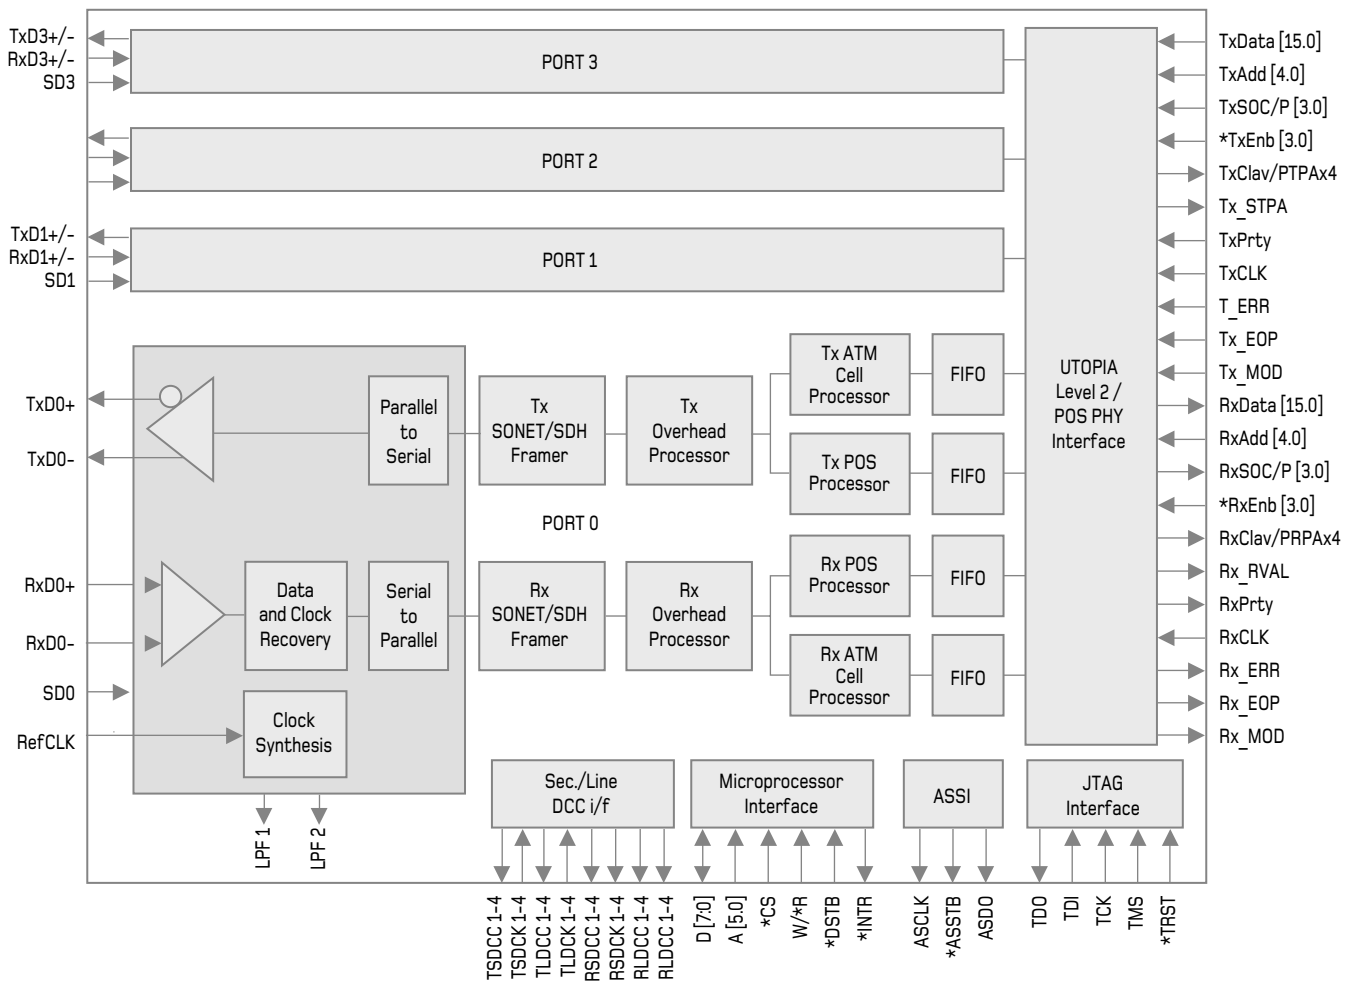 TxD3+/-
RxD3+/-
SD3
PORT 3
PORT 2
TxD1+/-
RxD1+/-
SD1
PORT 1
TxD0+
TxD0-
Parallel
to
Serial
Tx
SONET/SDH
Framer
Tx
Overhead
Processor
Tx ATM
Cell
Processor
FIFO
Tx POS
Processor
FIFO
PORT 0
RxD0+
RxD0-
SD0
RefCLK
Data
and Clock
Recovery
Serial
to
Parallel
Rx
SONET/SDH
Framer
Rx
Overhead
Processor
Rx POS
Processor
FIFO
Rx ATM
Cell
Processor
FIFO
Clock
Synthesis
LPF 1
LPF 2
UTOPIA
Level 2 /
POS PHY
Interface
TxData [15.0]
TxAdd [4.0]
TxSOC/P [3.0]
*TxEnb [3.0]
TxClav/PTPAx4
Tx_STPA
TxPrty
TxCLK
T_ERR
Tx_EOP
Tx_MOD
RxData [15.0]
RxAdd [4.0]
RxSOC/P [3.0]
*RxEnb [3.0]
RxClav/PRPAx4
Rx_RVAL
RxPrty
RxCLK
Rx_ERR
Rx_EOP
Rx_MOD
Sec./Line
DCC i/f
Microprocessor
Interface
ASSI
JTAG
Interface
TSDCC 1-4
TSDCK 1-4
TLDCC 1-4
TLDCK 1-4
RSDCC 1-4
RSDCK 1-4
RLDCC 1-4
RLDCC 1-4
D [7:0]
A [5.0]
*CS
W/*R
*DSTB
*INTR
ASCLK
*ASSTB
ASDO
TDO
TDI
TCK
TMS
*TRST